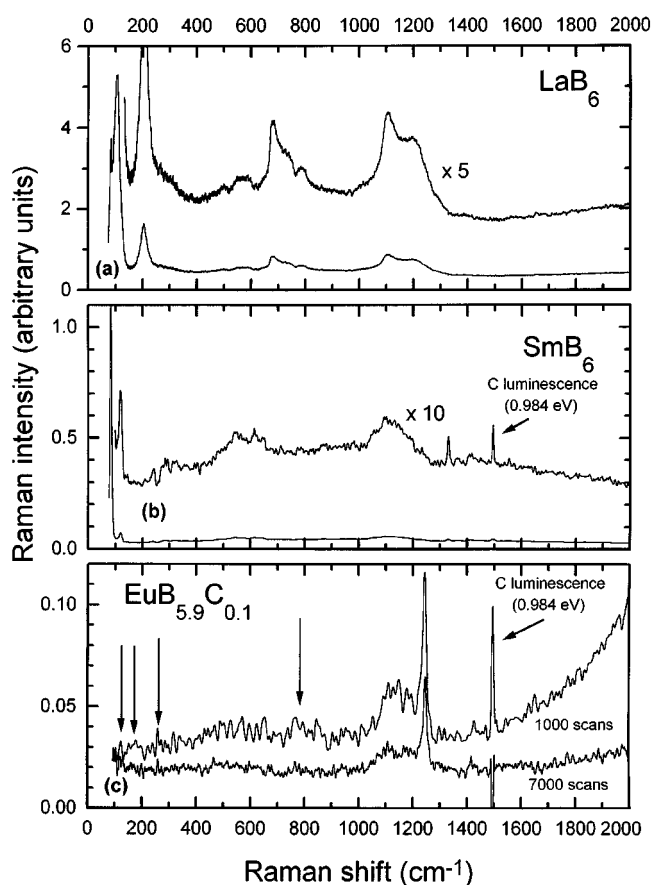 0 200 400 600 800 1000 1200 1400 1600 1800 2000
6
4
2
0
LaB6
x 5
(a)
Raman intensity (arbitrary units)
1.0
0.5
0.0
SmB6
C luminescence
(0.984 eV)
x 10
(b)
0.10
0.05
0.00
EuB5.9C0.1
C luminescence
(0.984 eV)
1000 scans
7000 scans
(c)
0 200 400 600 800 1000 1200 1400 1600 1800 2000
Raman shift (cm-1)